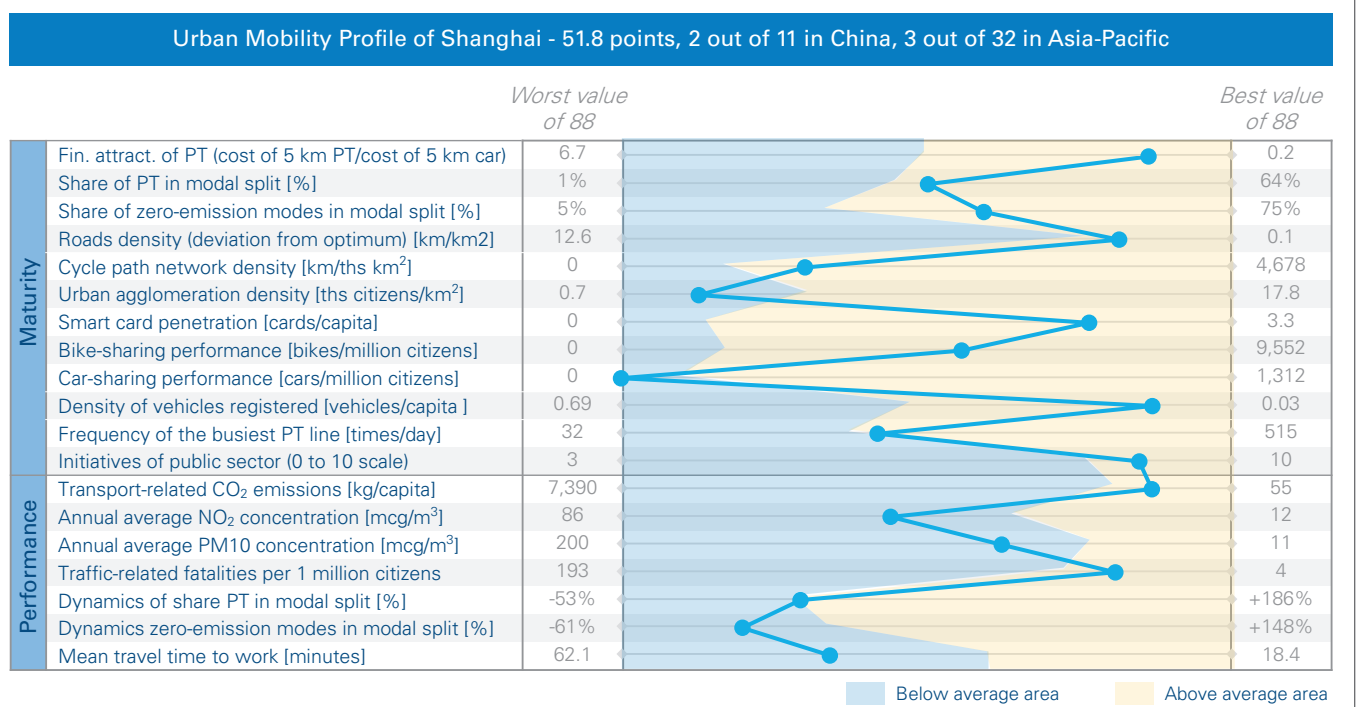 Urban Mobility Profile of Shanghai - 51.8 points, 2 out of 11 in China, 3 out of 32 in Asia-Pacific
Worst value of 88
Best value of 88
Maturity
Fin. attract. of PT (cost of 5 km PT/cost of 5 km car) 6.7 0.2
Share of PT in modal split [%] 1% 64%
Share of zero-emission modes in modal split [%] 5% 75%
Roads density (deviation from optimum) [km/km2] 12.6 0.1
Cycle path network density [km/ths km²] 0 4,678
Urban agglomeration density [ths citizens/km²] 0.7 17.8
Smart card penetration [cards/capita] 0 3.3
Bike-sharing performance [bikes/million citizens] 0 9,552
Car-sharing performance [cars/million citizens] 0 1,312
Density of vehicles registered [vehicles/capita ] 0.69 0.03
Frequency of the busiest PT line [times/day] 32 515
Initiatives of public sector (0 to 10 scale) 3 10
Performance
Transport-related CO₂ emissions [kg/capita] 7,390 55
Annual average NO₂ concentration [mcg/m³] 86 12
Annual average PM10 concentration [mcg/m³] 200 11
Traffic-related fatalities per 1 million citizens 193 4
Dynamics of share PT in modal split [%] -53% +186%
Dynamics zero-emission modes in modal split [%] -61% +148%
Mean travel time to work [minutes] 62.1 18.4
Below average area
Above average area